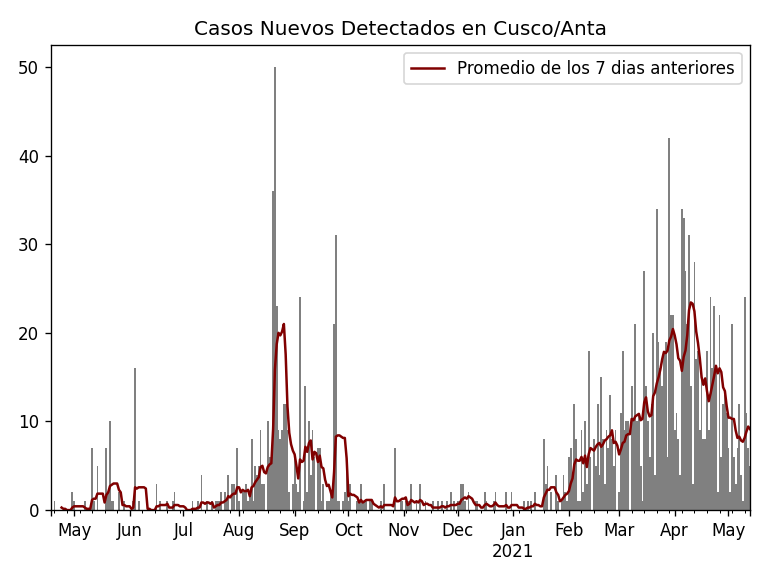 Casos Nuevos Detectados en Cusco/Anta
Promedio de los 7 dias anteriores
50
40
30
20
10
0
May Jun Jul Aug Sep Oct Nov Dec Jan Feb Mar Apr May
2021